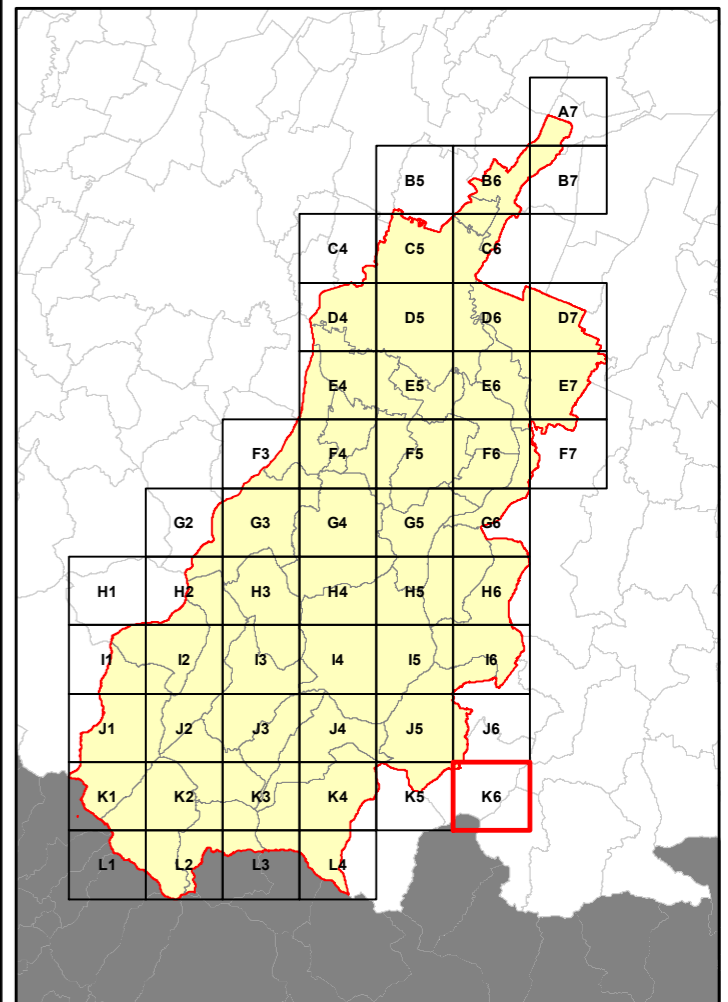 A7
B5 B6 B7
C4 C5 C6
D4 D5 D6 D7
E4 E5 E6 E7
F3 F4 F5 F6 F7
G2 G3 G4 G5 G6
H1 H2 H3 H4 H5 H6
I1 I2 I3 I4 I5 I6
J1 J2 J3 J4 J5 J6
K1 K2 K3 K4 K5 K6
L1 L2 L3 L4